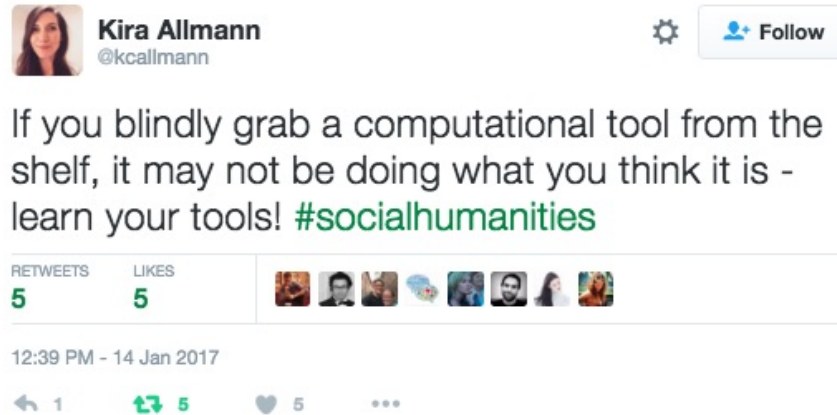 Kira Allmann
@kcallmann
Follow
If you blindly grab a computational tool from the
shelf, it may not be doing what you think it is -
learn your tools! #socialhumanities
RETWEETS LIKES
5 5
12:39 PM - 14 Jan 2017
1 5 5